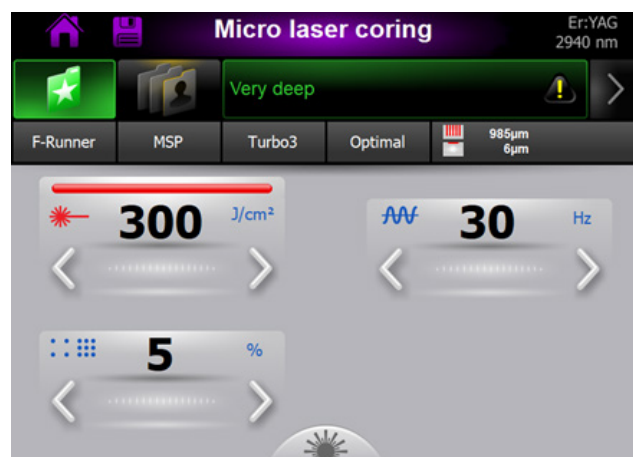 Micro laser coring
Er:YAG
2940 nm
Very deep
F-Runner MSP Turbo3 Optimal 985µm
6µm
300 J/cm² 30 Hz
5 %